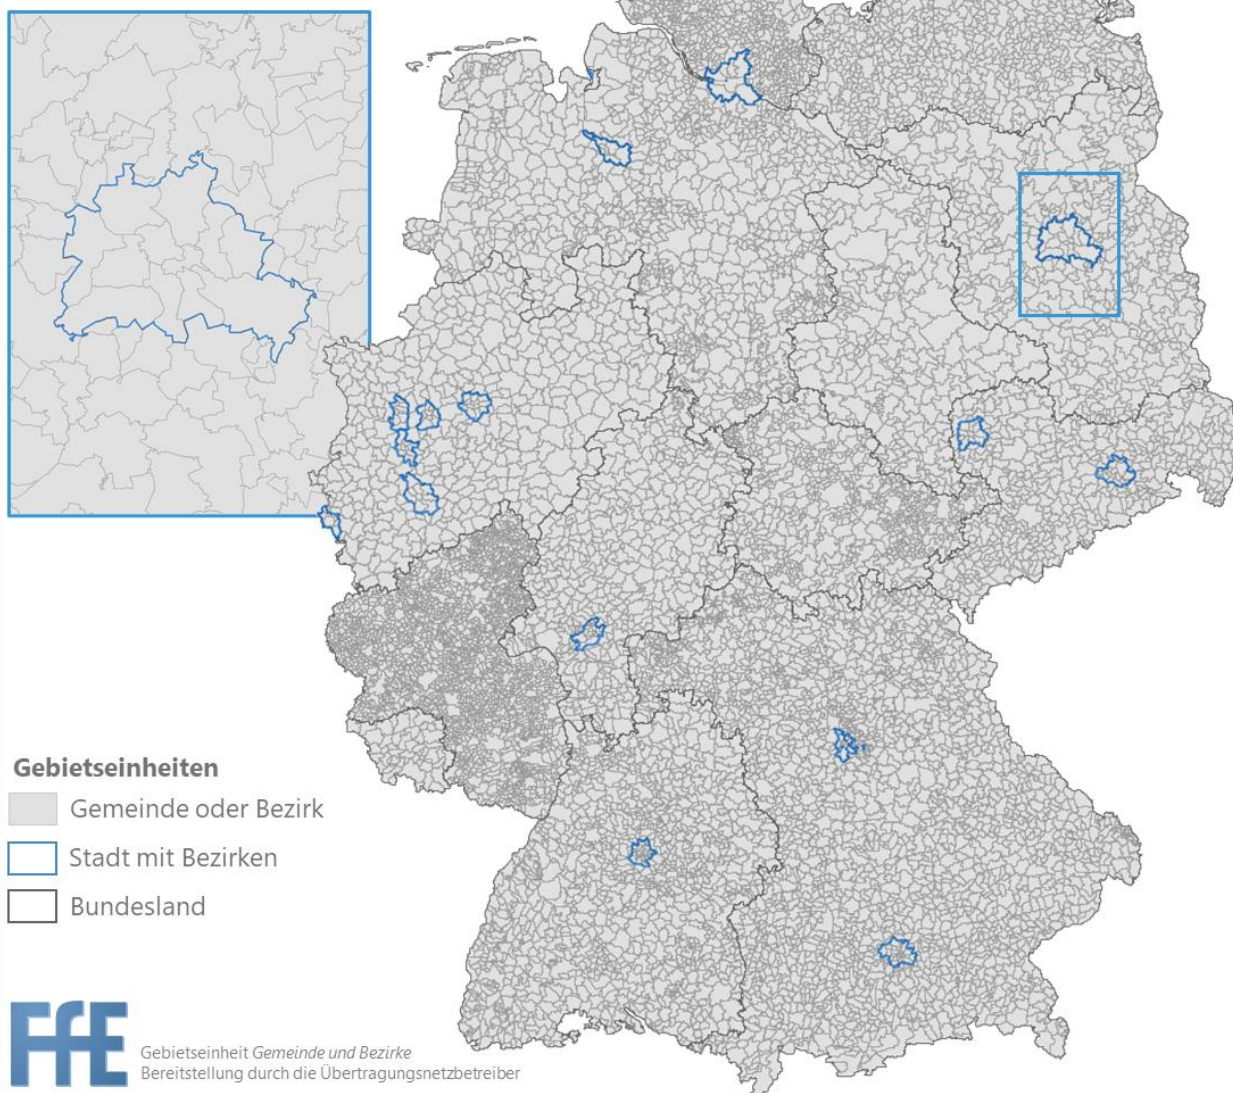 Gebietseinheiten
Gemeinde oder Bezirk
Stadt mit Bezirken
Bundesland
FfE
Gebietseinheit Gemeinde und Bezirke
Bereitstellung durch die Übertragungsnetzbetreiber